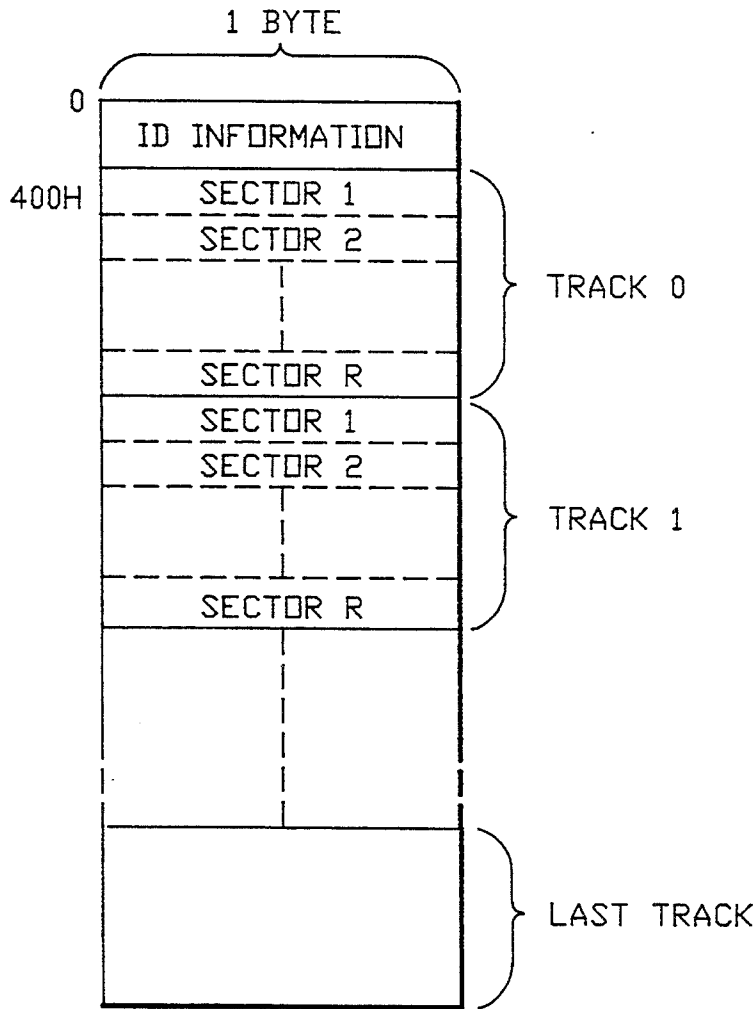 1 BYTE
0
ID INFORMATION
400H
SECTOR 1
SECTOR 2
TRACK 0
SECTOR R
SECTOR 1
SECTOR 2
TRACK 1
SECTOR R
LAST TRACK